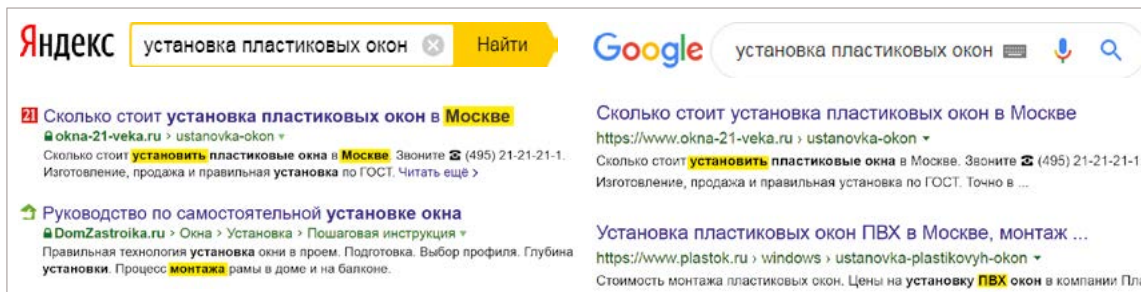 Яндекс
установка пластиковых окон
Найти
21 Сколько стоит установка пластиковых окон в Москве
okna-21-veka.ru › ustanovka-okon
Сколько стоит установить пластиковые окна в Москве. Звоните ☎ (495) 21-21-21-1.
Изготовление, продажа и правильная установка по ГОСТ. Читать ещё >
Руководство по самостоятельной установке окна
DomZastroika.ru › Окна › Установка › Пошаговая инструкция
Правильная технология установка окни в проем. Подготовка. Выбор профиля. Глубина
установки. Процесс монтажа рамы в доме и на балконе.
Google
установка пластиковых окон
Сколько стоит установка пластиковых окон в Москве
https://www.okna-21-veka.ru › ustanovka-okon
Сколько стоит установить пластиковые окна в Москве. Звоните ☎ (495) 21-21-21-1
Изготовление, продажа и правильная установка по ГОСТ. Точно в ...
Установка пластиковых окон ПВХ в Москве, монтаж ...
https://www.plastok.ru › windows › ustanovka-plastikovyh-okon
Стоимость монтажа пластиковых окон. Цены на установку ПВХ окон в компании Пла